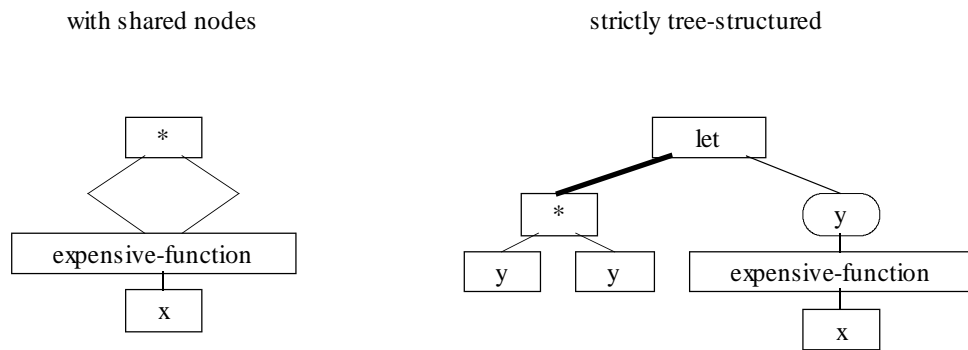 with shared nodes
strictly tree-structured
*
let
*
y
expensive-function
y
y
expensive-function
x
x